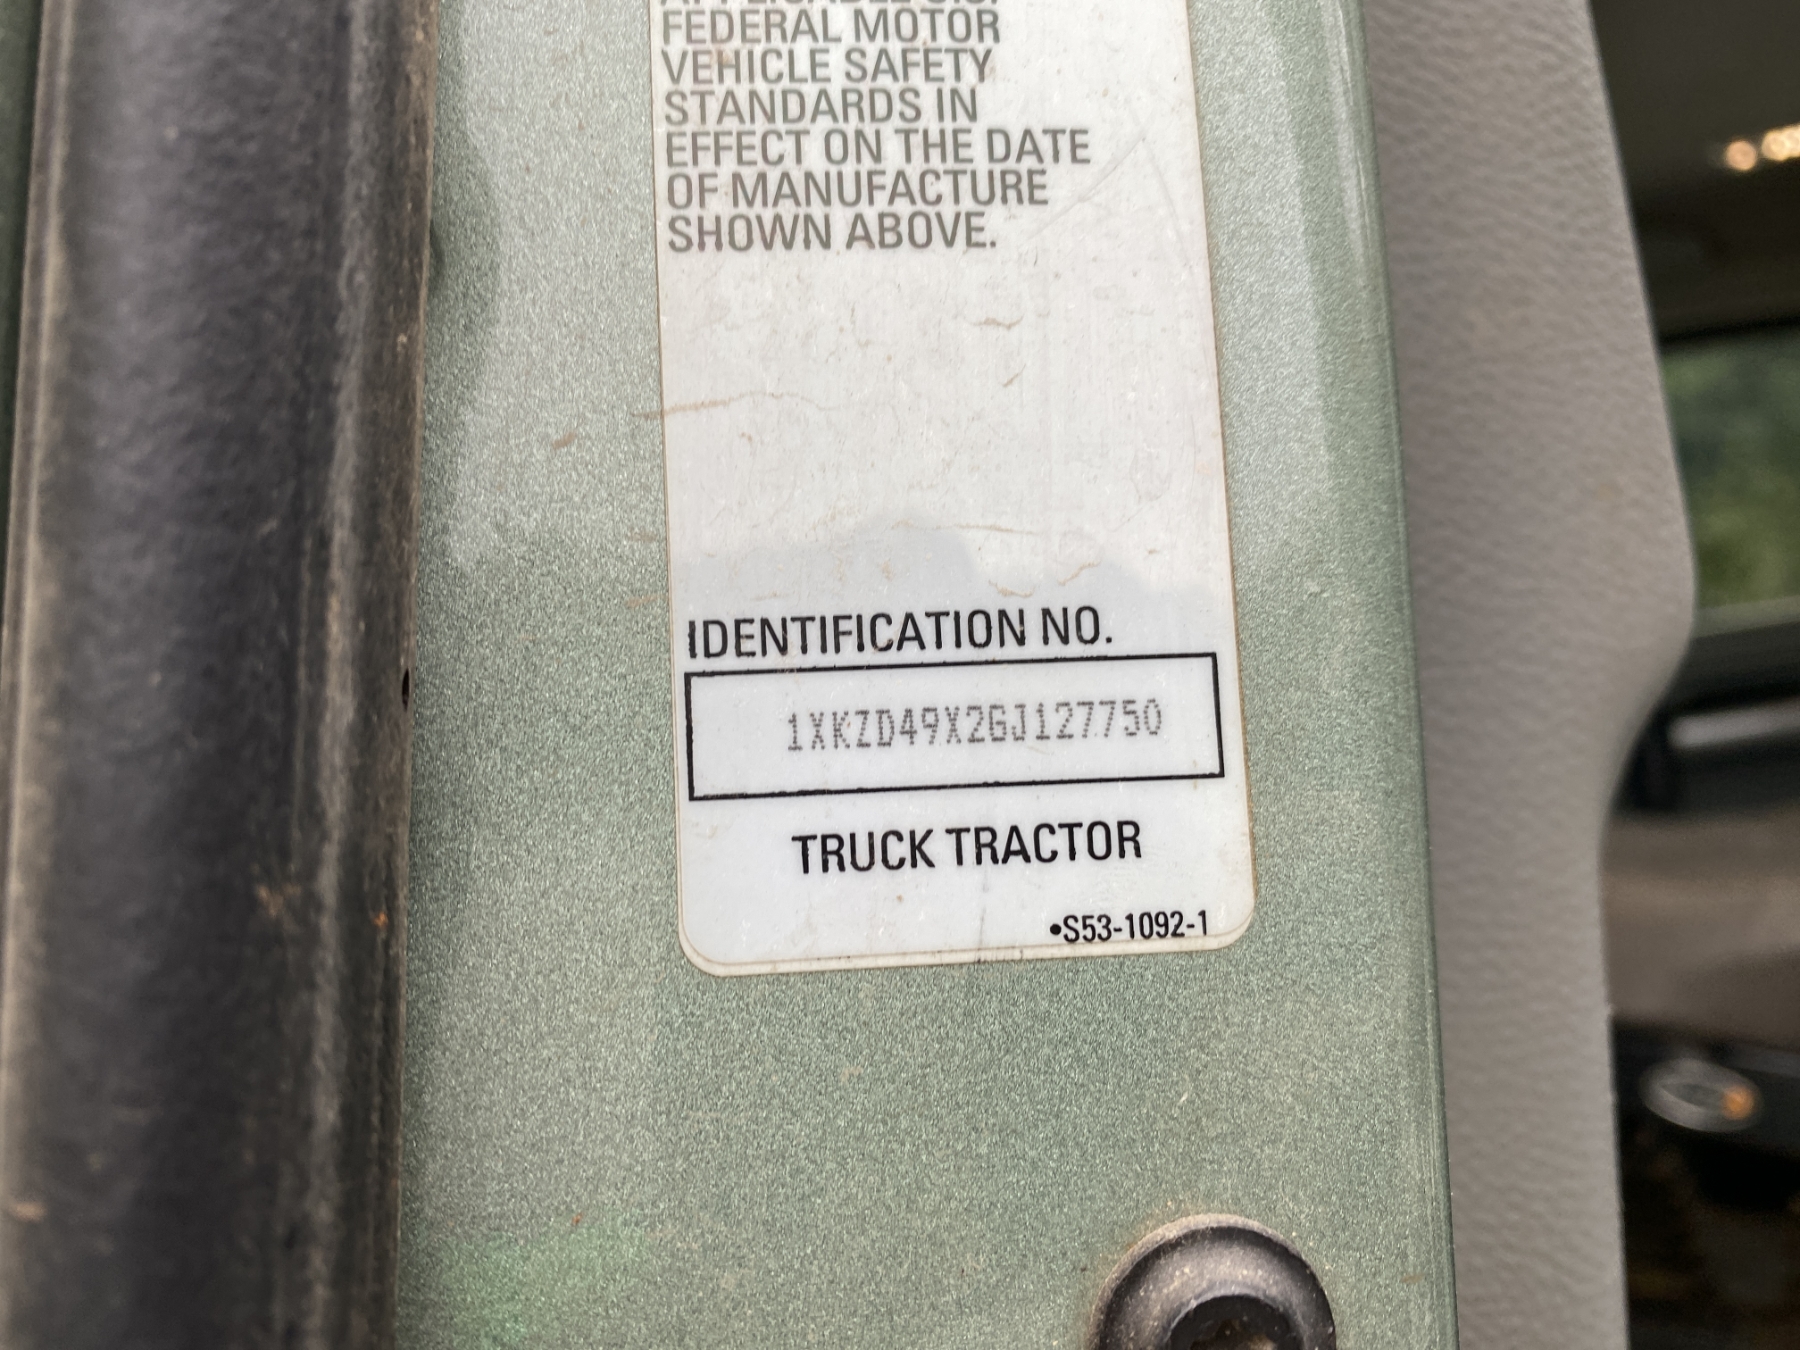 APPLICABLE U.S.
FEDERAL MOTOR
VEHICLE SAFETY
STANDARDS IN
EFFECT ON THE DATE
OF MANUFACTURE
SHOWN ABOVE.
IDENTIFICATION NO.
1XKZD49X2GJ127750
TRUCK TRACTOR
•S53-1092-1